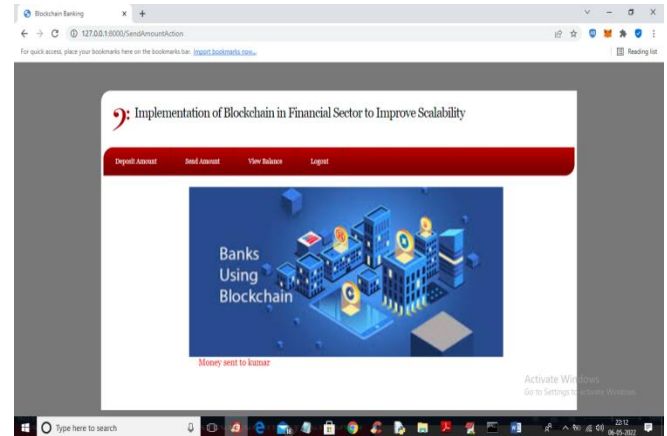 Blockchain Banking
127.0.0.1:8000/SendAmountAction
For quick access, place your bookmarks here on the bookmarks bar. Import bookmarks now...
Reading list
Implementation of Blockchain in Financial Sector to Improve Scalability
Deposit Amount Send Amount View Balance Logout
Banks
Using
Blockchain
Money sent to kumar
Activate Windows
Go to Settings to activate Windows.
Type here to search
22:12
06-05-2022